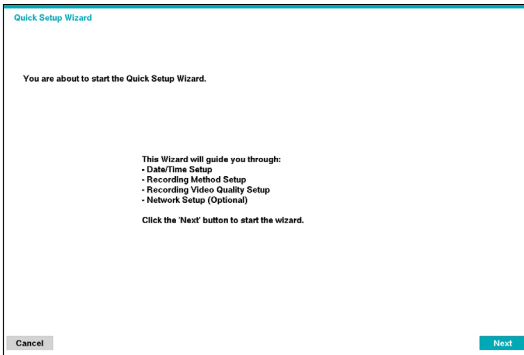 Quick Setup Wizard
You are about to start the Quick Setup Wizard.
This Wizard will guide you through:
- Date/Time Setup
- Recording Method Setup
- Recording Video Quality Setup
- Network Setup (Optional)
Click the 'Next' button to start the wizard.
Cancel
Next